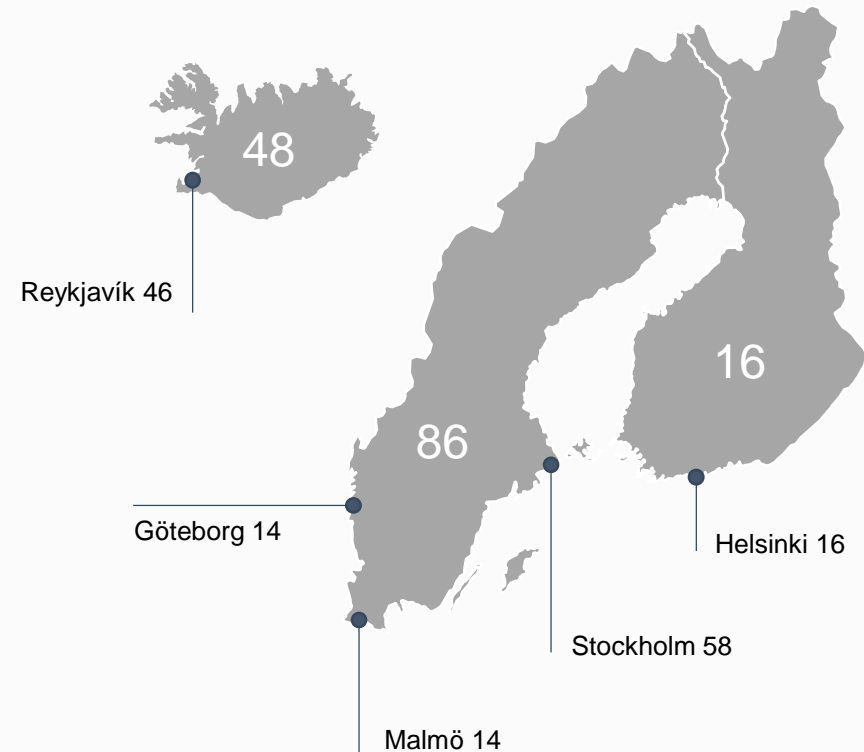 48
Reykjavík 46
16
86
Göteborg 14
Helsinki 16
Stockholm 58
Malmö 14